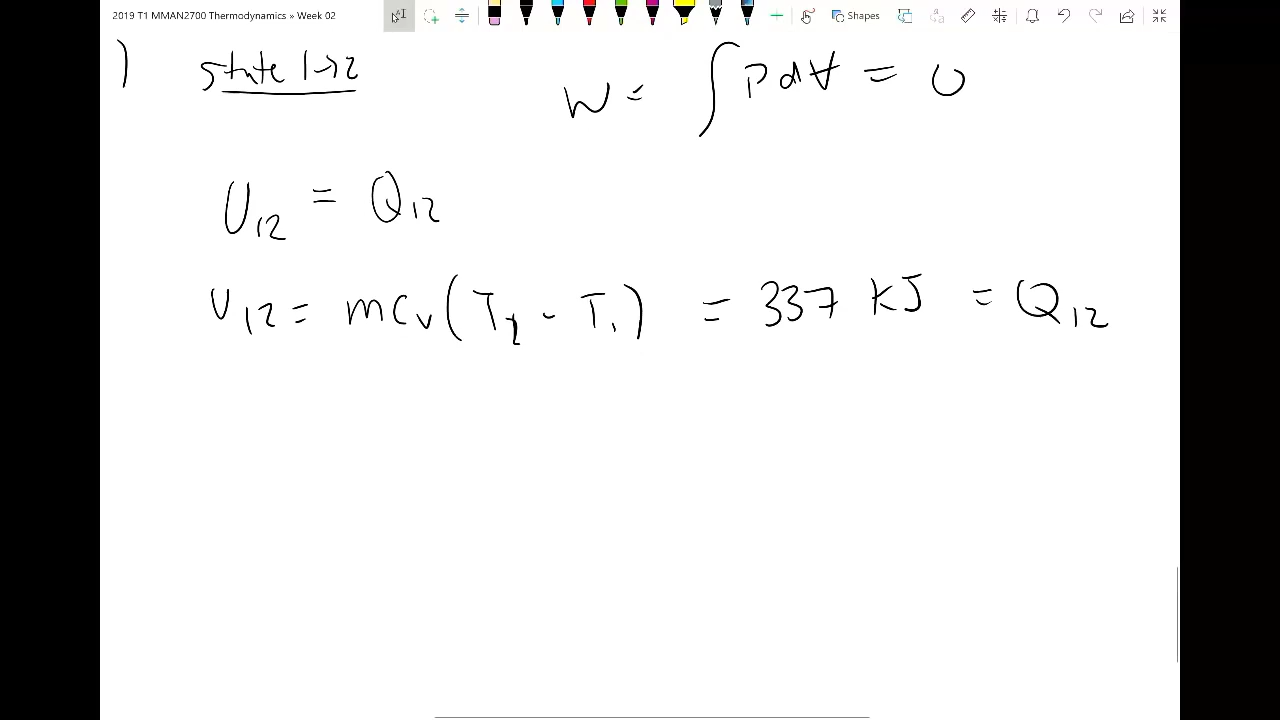 2019 T1 MMAN2700 Thermodynamics » Week 02
Shapes
) state 1→2
W = ∫ P dV = 0
U12 = Q12
U12 = mCv(T2 - T1) = 337 KJ = Q12